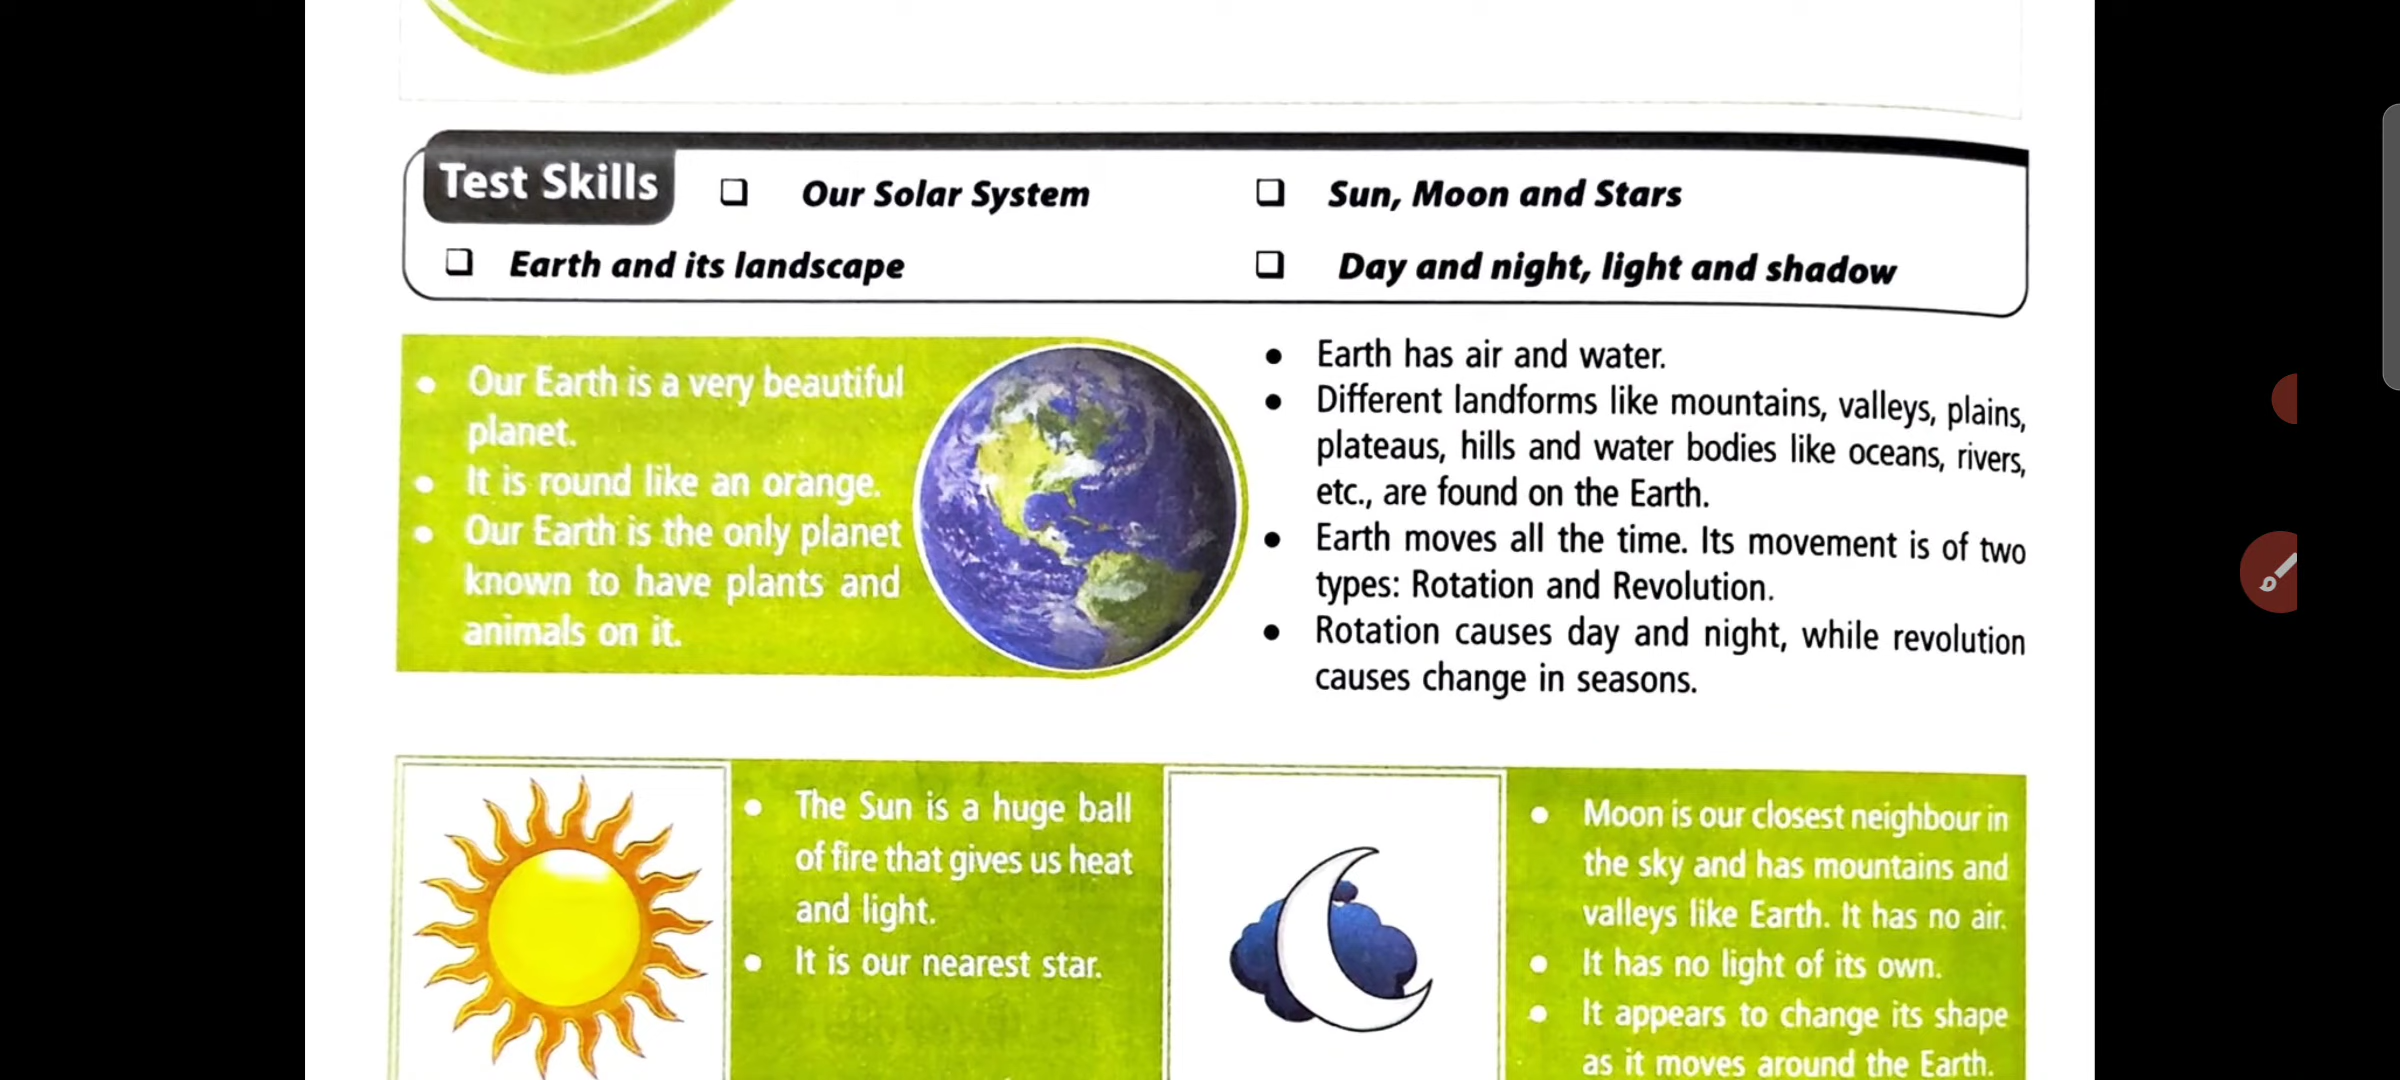 Test Skills
Our Solar System
Sun, Moon and Stars
Earth and its landscape
Day and night, light and shadow
Our Earth is a very beautiful
planet.
It is round like an orange.
Our Earth is the only planet
known to have plants and
animals on it.
Earth has air and water.
Different landforms like mountains, valleys, plains,
plateaus, hills and water bodies like oceans, rivers,
etc., are found on the Earth.
Earth moves all the time. Its movement is of two
types: Rotation and Revolution.
Rotation causes day and night, while revolution
causes change in seasons.
The Sun is a huge ball
of fire that gives us heat
and light.
It is our nearest star.
Moon is our closest neighbour in
the sky and has mountains and
valleys like Earth. It has no air.
It has no light of its own.
It appears to change its shape
as it moves around the Earth.